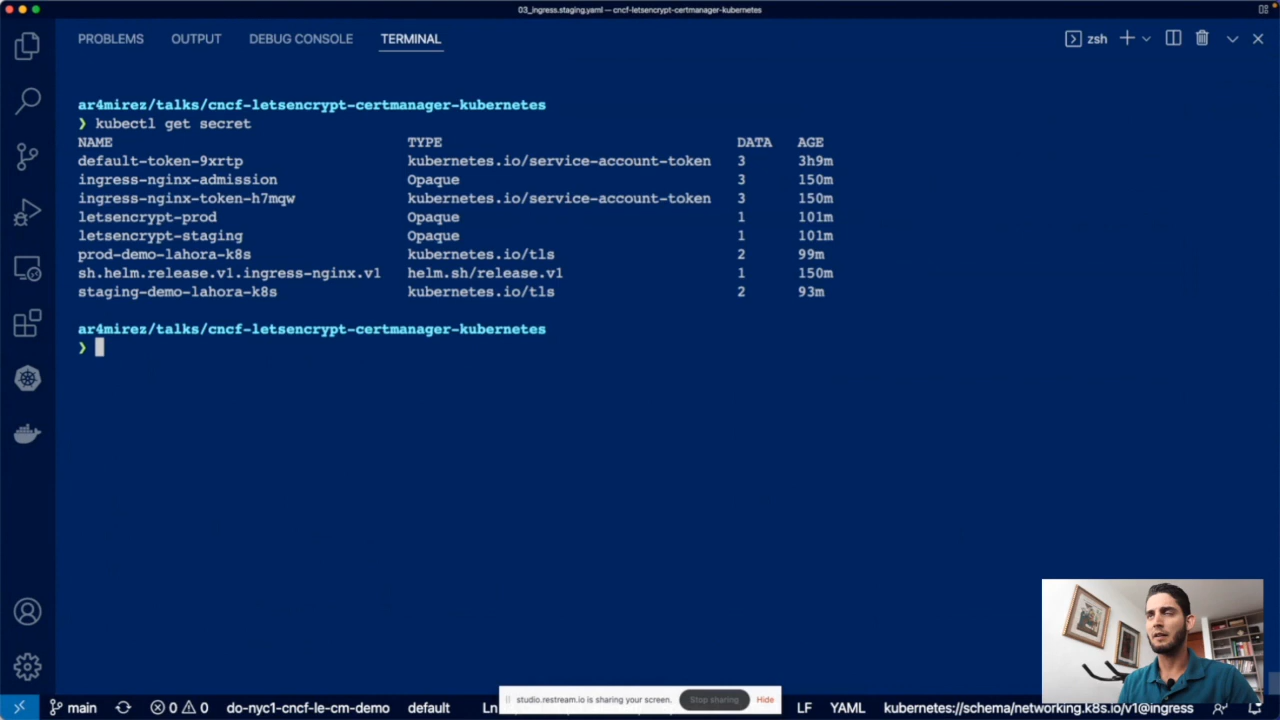 03_ingress.staging.yaml — cncf-letsencrypt-certmanager-kubernetes
PROBLEMS OUTPUT DEBUG CONSOLE TERMINAL zsh
ar4mirez/talks/cncf-letsencrypt-certmanager-kubernetes
❯ kubectl get secret
NAME TYPE DATA AGE
default-token-9xrtp kubernetes.io/service-account-token 3 3h9m
ingress-nginx-admission Opaque 3 150m
ingress-nginx-token-h7mqw kubernetes.io/service-account-token 3 150m
letsencrypt-prod Opaque 1 101m
letsencrypt-staging Opaque 1 101m
prod-demo-lahora-k8s kubernetes.io/tls 2 99m
sh.helm.release.v1.ingress-nginx.v1 helm.sh/release.v1 1 150m
staging-demo-lahora-k8s kubernetes.io/tls 2 93m
ar4mirez/talks/cncf-letsencrypt-certmanager-kubernetes
❯
studio.restream.io is sharing your screen. Stop sharing Hide
main 0 0 do-nyc1-cncf-le-cm-demo default Ln LF YAML kubernetes://schema/networking.k8s.io/v1@ingress